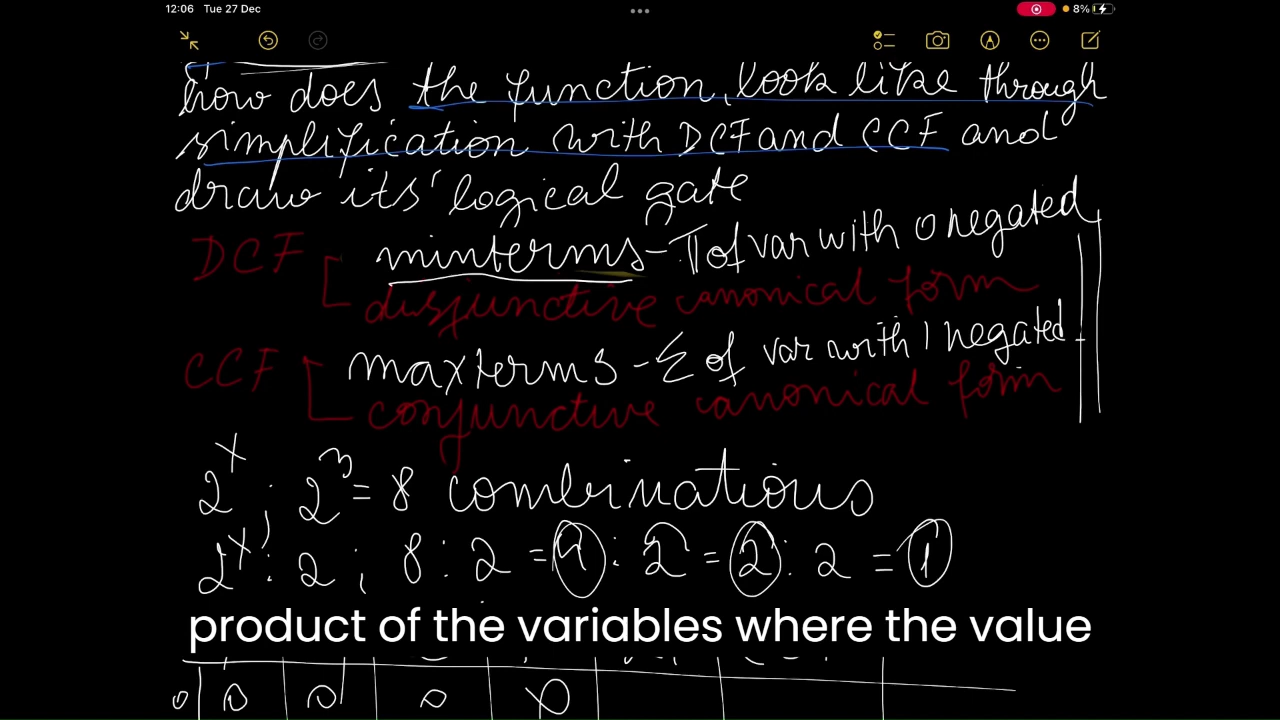 12:06 Tue 27 Dec
8%
how does the function look like through
simplification with DCF and CCF and
draw its' logical gate
DCF minterms - π of var with 0 negated
disjunctive canonical form
CCF maxterms - Σ of var with 1 negated
conjunctive canonical form
2^x ; 2^3 = 8 combinations
2^x : 2 ; 8 : 2 = 4 : 2 = 2 : 2 = 1
product of the variables where the value
0 0 0 0 0